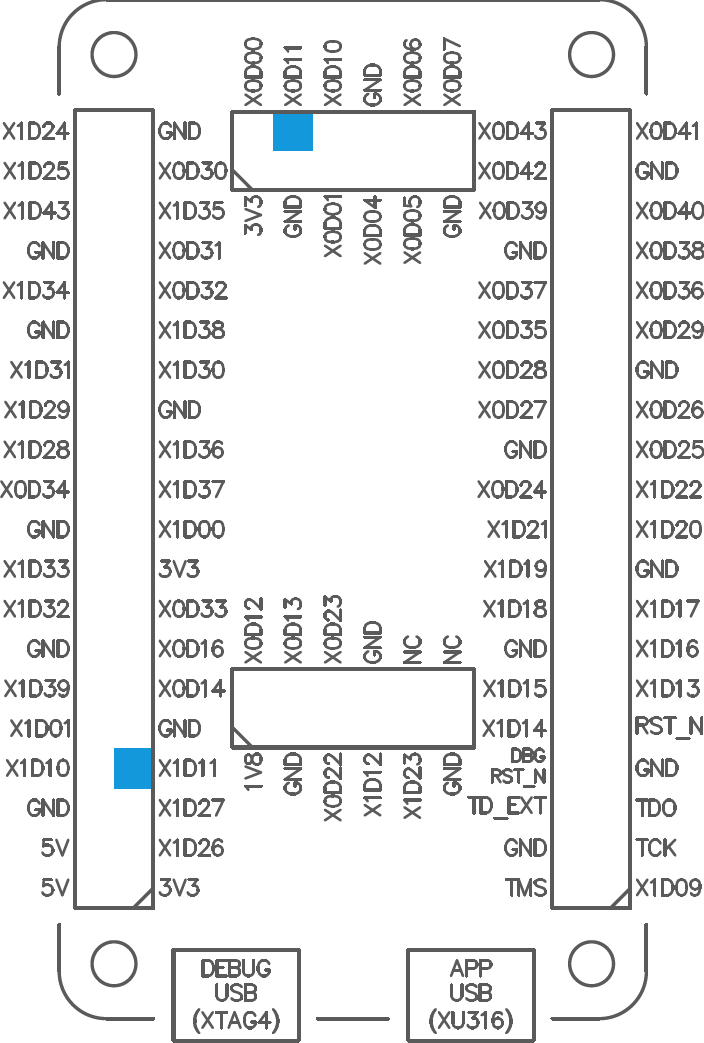 X0D00 X0D11 X0D10 GND X0D06 X0D07
X1D24 GND X0D43 X0D41
X1D25 X0D30 X0D42 GND
X1D43 X1D35 X0D39 X0D40
3V3 GND X0D01 X0D04 X0D05 GND
GND X0D31 GND X0D38
X1D34 X0D32 X0D37 X0D36
GND X1D38 X0D35 X0D29
X1D31 X1D30 X0D28 GND
X1D29 GND X0D27 X0D26
X1D28 X1D36 GND X0D25
X0D34 X1D37 X0D24 X1D22
GND X1D00 X1D21 X1D20
X1D33 3V3 X1D19 GND
X1D32 X0D33 X1D18 X1D17
X0D12 X0D13 X0D23 GND NC NC
GND X0D16 GND X1D16
X1D39 X0D14 X1D15 X1D13
X1D01 GND X1D14 RST_N
X1D10 X1D11 DBG
RST_N GND
1V8 GND X0D22 X1D12 X1D23 GND
GND X1D27 TD_EXT TDO
5V X1D26 GND TCK
5V 3V3 TMS X1D09
DEBUG
USB
(XTAG4)
APP
USB
(XU316)